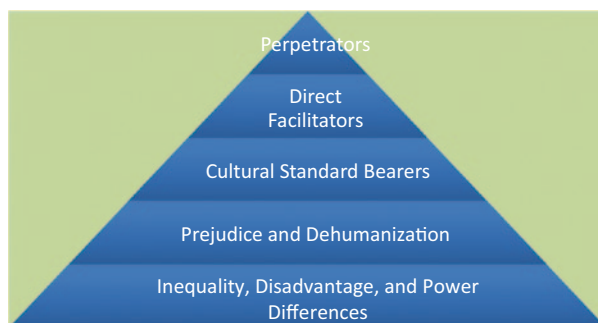 Perpetrators
Direct
Facilitators
Cultural Standard Bearers
Prejudice and Dehumanization
Inequality, Disadvantage, and Power
Differences